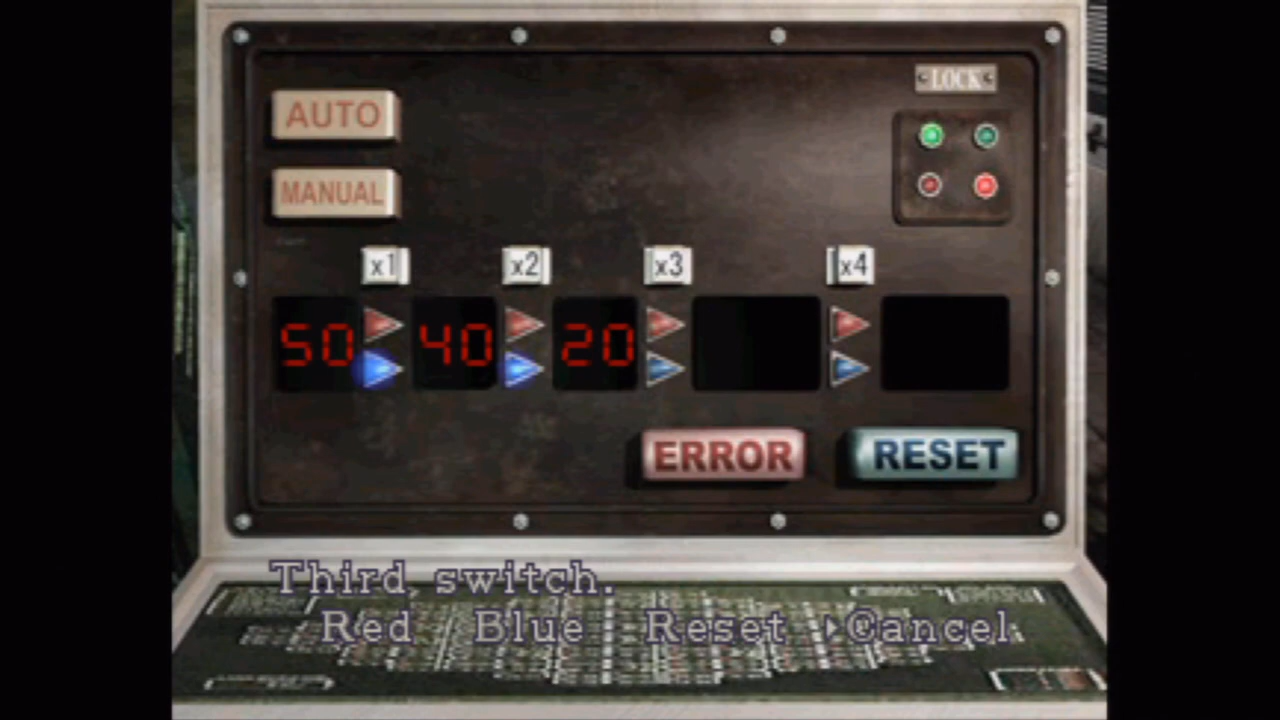 LOCK
AUTO
MANUAL
x1 x2 x3 x4
50 40 20
ERROR RESET
Third switch.
Red Blue Reset Cancel